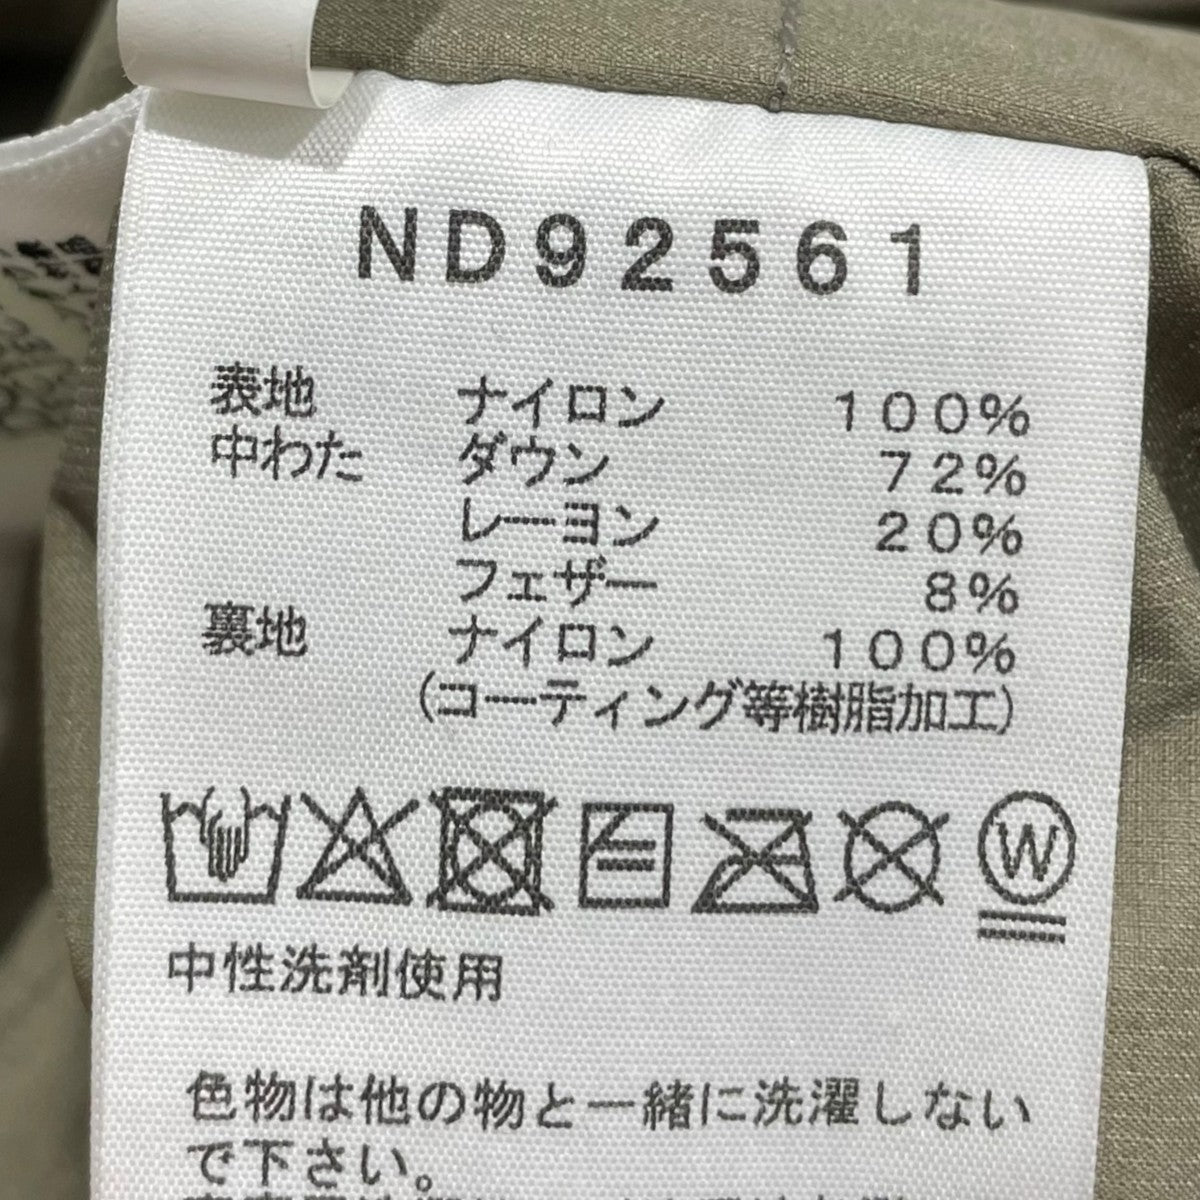 ND92561
表地 ナイロン 100%
中わた ダウン 72%
レーヨン 20%
フェザー 8%
裏地 ナイロン 100%
(コーティング等樹脂加工)
W
中性洗剤使用
色物は他の物と一緒に洗濯しない
で下さい。